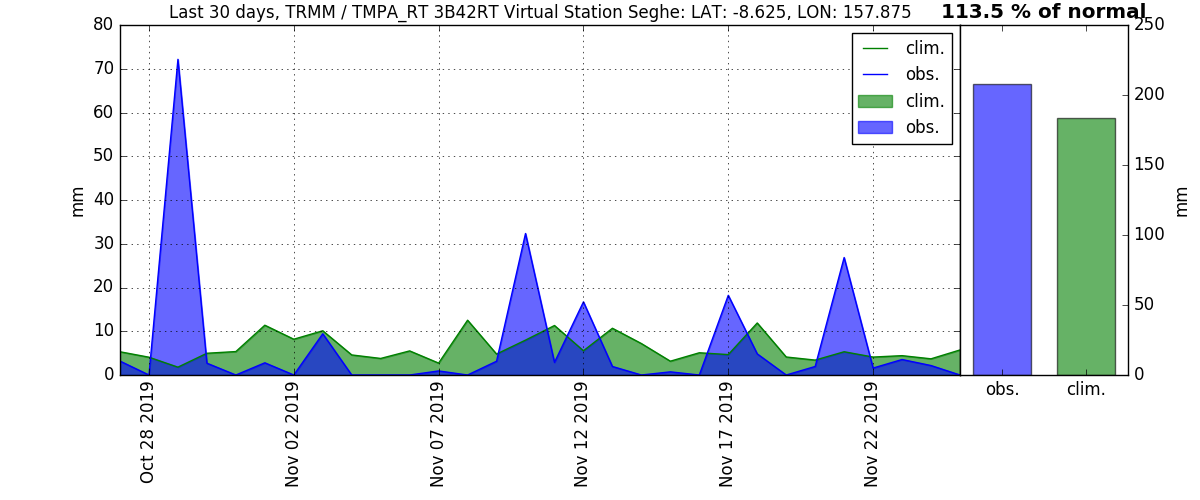 Last 30 days, TRMM / TMPA_RT 3B42RT Virtual Station Seghe: LAT: -8.625, LON: 157.875
113.5 % of normal
80
70
60
50
40
30
20
10
0
mm
clim.
obs.
clim.
obs.
Oct 28 2019
Nov 02 2019
Nov 07 2019
Nov 12 2019
Nov 17 2019
Nov 22 2019
250
200
150
100
50
0
mm
obs.
clim.